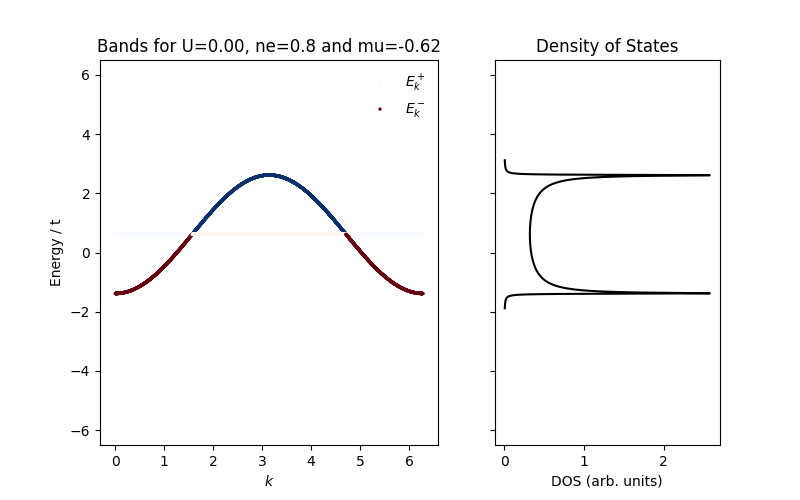 Bands for U=0.00, ne=0.8 and mu=-0.62
Density of States
6
4
2
0
−2
−4
−6
Energy / t
E_k^+
E_k^-
0 1 2 3 4 5 6
k
0 1 2
DOS (arb. units)